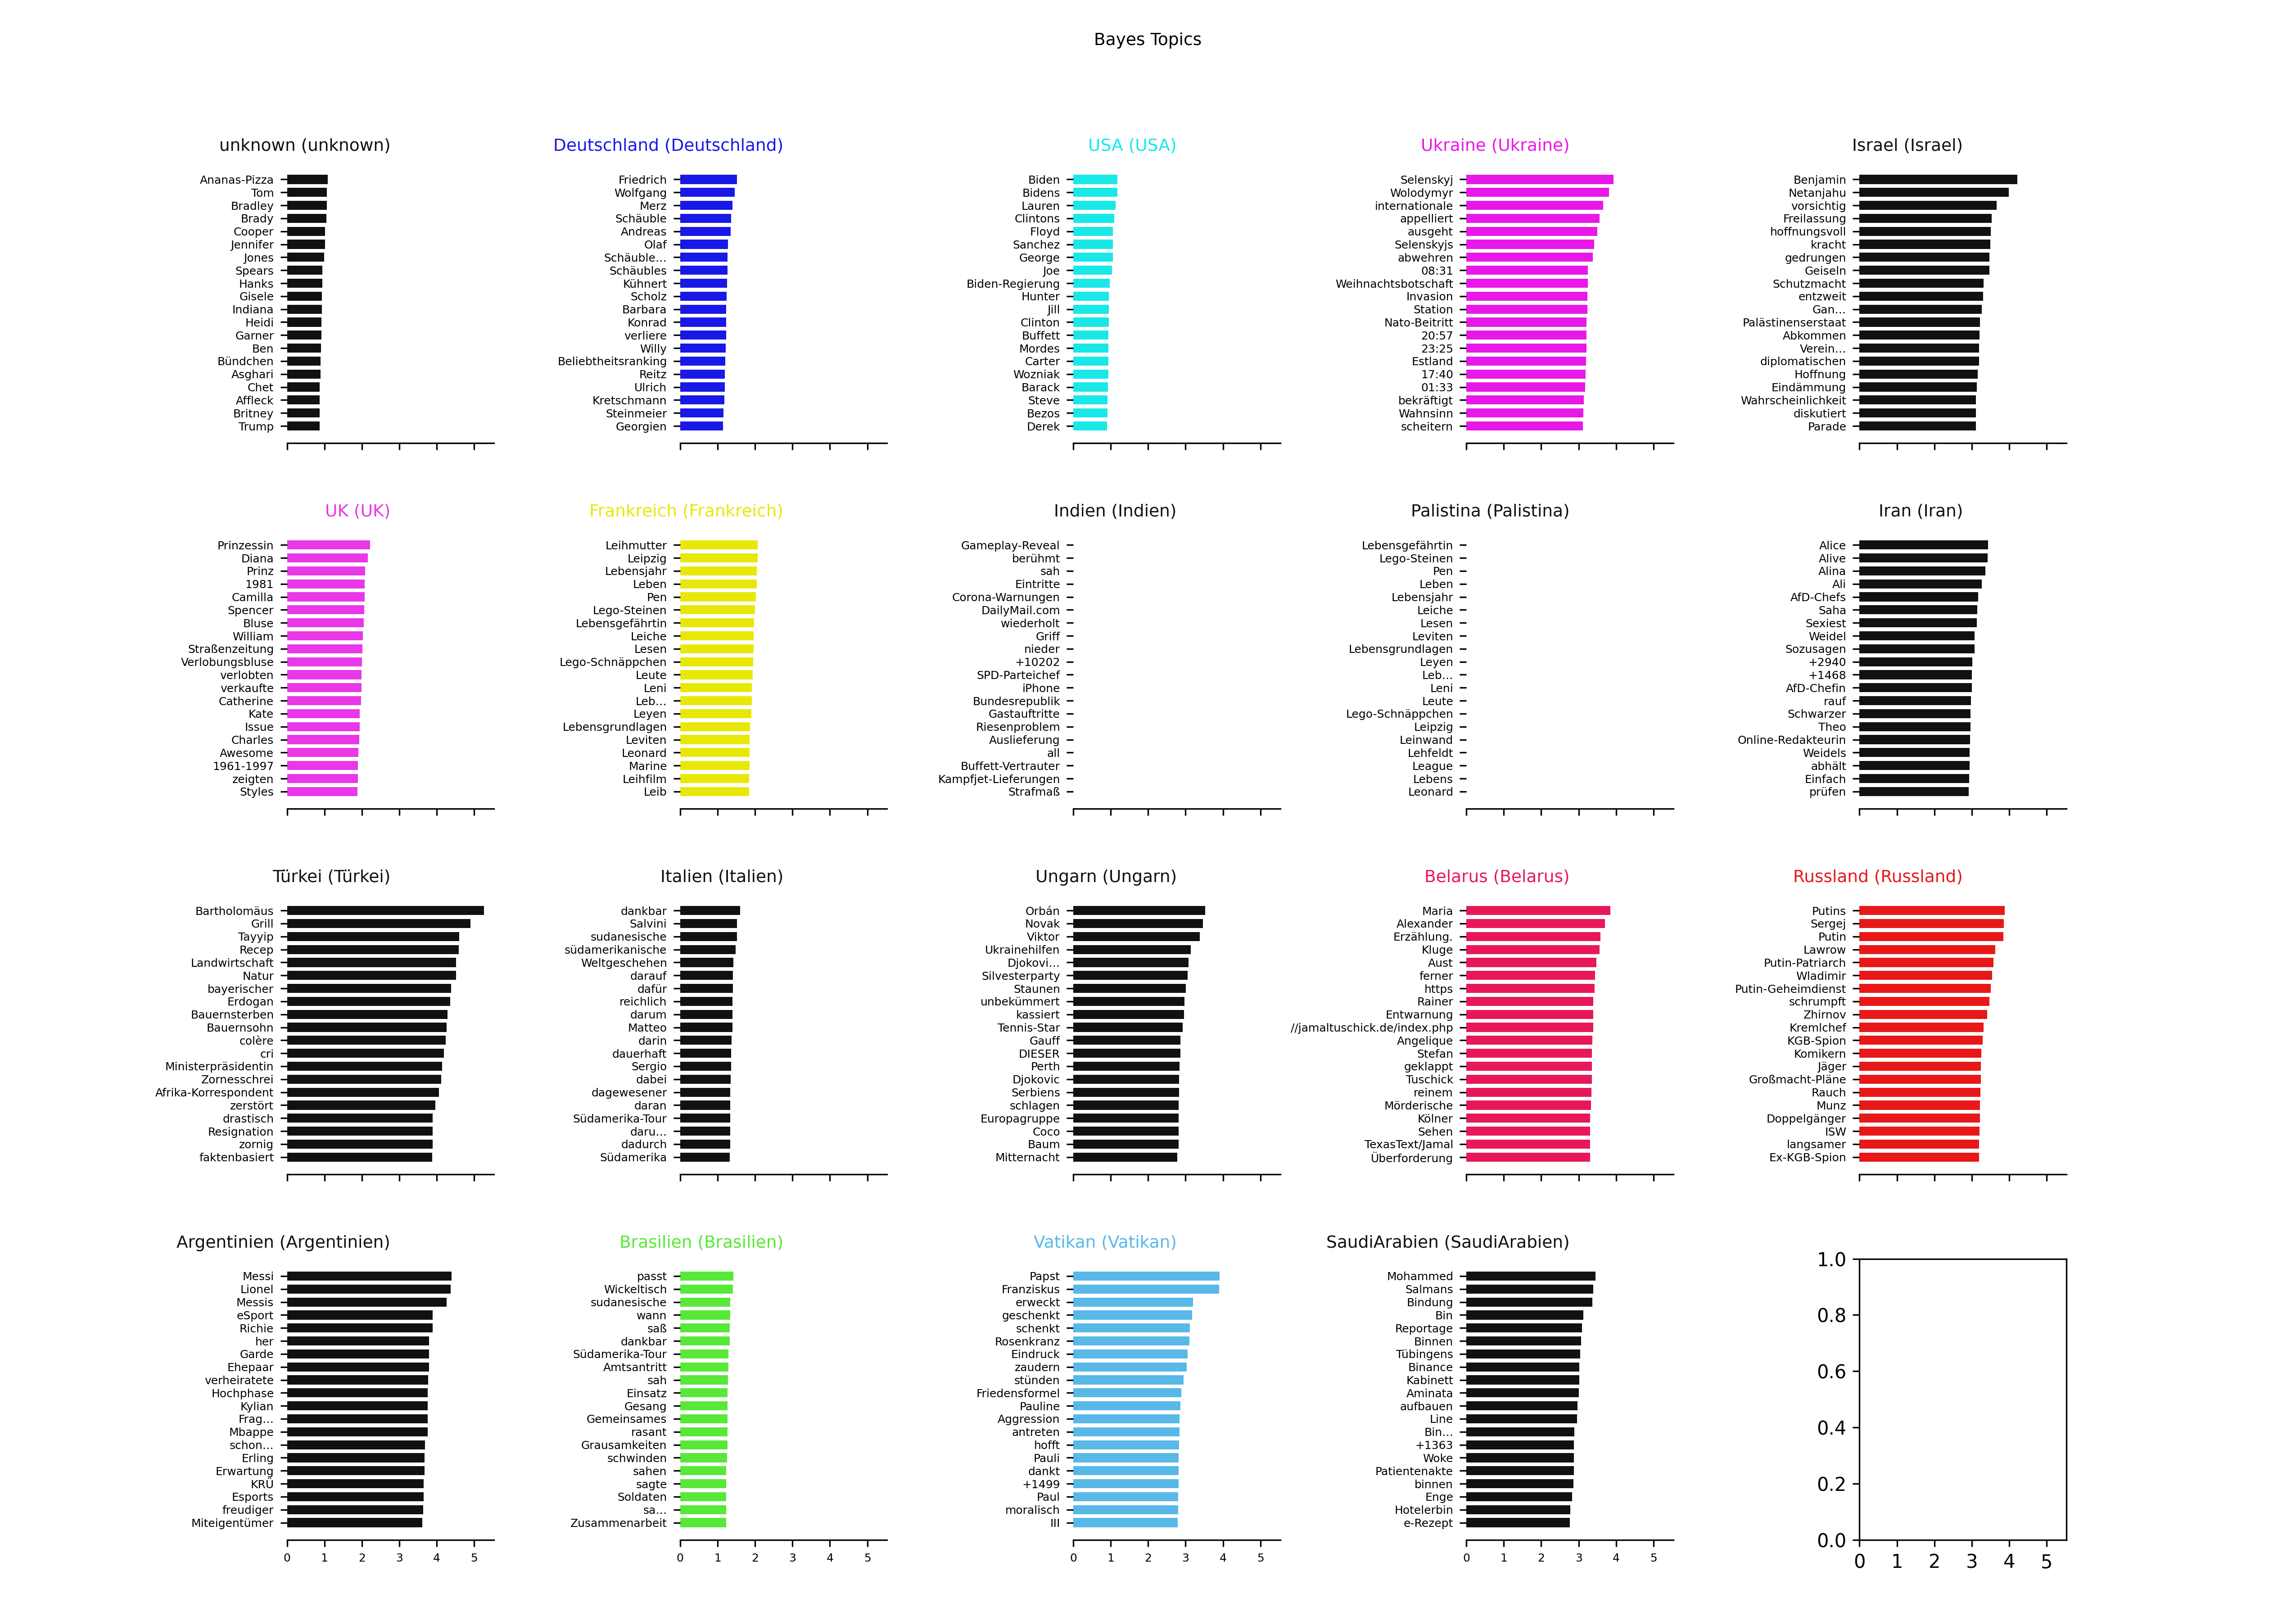 Bayes Topics
unknown (unknown)
Ananas-Pizza
Tom
Bradley
Brady
Cooper
Jennifer
Jones
Spears
Hanks
Gisele
Indiana
Heidi
Garner
Ben
Bündchen
Asghari
Chet
Affleck
Britney
Trump
Deutschland (Deutschland)
Friedrich
Wolfgang
Merz
Schäuble
Andreas
Olaf
Schäuble…
Schäubles
Kühnert
Scholz
Barbara
Konrad
verliere
Willy
Beliebtheitsranking
Reitz
Ulrich
Kretschmann
Steinmeier
Georgien
USA (USA)
Biden
Bidens
Lauren
Clintons
Floyd
Sanchez
George
Joe
Biden-Regierung
Hunter
Jill
Clinton
Buffett
Mordes
Carter
Wozniak
Barack
Steve
Bezos
Derek
Ukraine (Ukraine)
Selenskyj
Wolodymyr
internationale
appelliert
ausgeht
Selenskyjs
abwehren
08:31
Weihnachtsbotschaft
Invasion
Station
Nato-Beitritt
20:57
23:25
Estland
17:40
01:33
bekräftigt
Wahnsinn
scheitern
Israel (Israel)
Benjamin
Netanjahu
vorsichtig
Freilassung
hoffnungsvoll
kracht
gedrungen
Geiseln
Schutzmacht
entzweit
Gan…
Palästinenserstaat
Abkommen
Verein…
diplomatischen
Hoffnung
Eindämmung
Wahrscheinlichkeit
diskutiert
Parade
UK (UK)
Prinzessin
Diana
Prinz
1981
Camilla
Spencer
Bluse
William
Straßenzeitung
Verlobungsbluse
verlobten
verkaufte
Catherine
Kate
Issue
Charles
Awesome
1961-1997
zeigten
Styles
Frankreich (Frankreich)
Leihmutter
Leipzig
Lebensjahr
Leben
Pen
Lego-Steinen
Lebensgefährtin
Leiche
Lesen
Lego-Schnäppchen
Leute
Leni
Leb…
Leyen
Lebensgrundlagen
Leviten
Leonard
Marine
Leihfilm
Leib
Indien (Indien)
Gameplay-Reveal
berühmt
sah
Eintritte
Corona-Warnungen
DailyMail.com
wiederholt
Griff
nieder
+10202
SPD-Parteichef
iPhone
Bundesrepublik
Gastauftritte
Riesenproblem
Auslieferung
all
Buffett-Vertrauter
Kampfjet-Lieferungen
Strafmaß
Palistina (Palistina)
Lebensgefährtin
Lego-Steinen
Pen
Leben
Lebensjahr
Leiche
Lesen
Leviten
Lebensgrundlagen
Leyen
Leb…
Leni
Leute
Lego-Schnäppchen
Leipzig
Leinwand
Lehfeldt
League
Lebens
Leonard
Iran (Iran)
Alice
Alive
Alina
Ali
AfD-Chefs
Saha
Sexiest
Weidel
Sozusagen
+2940
+1468
AfD-Chefin
rauf
Schwarzer
Theo
Online-Redakteurin
Weidels
abhält
Einfach
prüfen
Türkei (Türkei)
Bartholomäus
Grill
Tayyip
Recep
Landwirtschaft
Natur
bayerischer
Erdogan
Bauernsterben
Bauernsohn
colère
cri
Ministerpräsidentin
Zornesschrei
Afrika-Korrespondent
zerstört
drastisch
Resignation
zornig
faktenbasiert
Italien (Italien)
dankbar
Salvini
sudanesische
südamerikanische
Weltgeschehen
darauf
dafür
reichlich
darum
Matteo
darin
dauerhaft
Sergio
dabei
dagewesener
daran
Südamerika-Tour
daru…
dadurch
Südamerika
Ungarn (Ungarn)
Orbán
Novak
Viktor
Ukrainehilfen
Djokovi…
Silvesterparty
Staunen
unbekümmert
kassiert
Tennis-Star
Gauff
DIESER
Perth
Djokovic
Serbiens
schlagen
Europagruppe
Coco
Baum
Mitternacht
Belarus (Belarus)
Maria
Alexander
Erzählung.
Kluge
Aust
ferner
https
Rainer
Entwarnung
//jamaltuschick.de/index.php
Angelique
Stefan
geklappt
Tuschick
reinem
Mörderische
Kölner
Sehen
TexasText/Jamal
Überforderung
Russland (Russland)
Putins
Sergej
Putin
Lawrow
Putin-Patriarch
Wladimir
Putin-Geheimdienst
schrumpft
Zhirnov
Kremlchef
KGB-Spion
Komikern
Jäger
Großmacht-Pläne
Rauch
Munz
Doppelgänger
ISW
langsamer
Ex-KGB-Spion
Argentinien (Argentinien)
Messi
Lionel
Messis
eSport
Richie
her
Garde
Ehepaar
verheiratete
Hochphase
Kylian
Frag…
Mbappe
schon…
Erling
Erwartung
KRÜ
Esports
freudiger
Miteigentümer
0 1 2 3 4 5
Brasilien (Brasilien)
passt
Wickeltisch
sudanesische
wann
saß
dankbar
Südamerika-Tour
Amtsantritt
sah
Einsatz
Gesang
Gemeinsames
rasant
Grausamkeiten
schwinden
sahen
sagte
Soldaten
sa…
Zusammenarbeit
0 1 2 3 4 5
Vatikan (Vatikan)
Papst
Franziskus
erweckt
geschenkt
schenkt
Rosenkranz
Eindruck
zaudern
stünden
Friedensformel
Pauline
Aggression
antreten
hofft
Pauli
dankt
+1499
Paul
moralisch
III
0 1 2 3 4 5
SaudiArabien (SaudiArabien)
Mohammed
Salmans
Bindung
Bin
Reportage
Binnen
Tübingens
Binance
Kabinett
Aminata
aufbauen
Line
Bin…
+1363
Woke
Patientenakte
binnen
Enge
Hotelerbin
e-Rezept
0 1 2 3 4 5
1.0
0.8
0.6
0.4
0.2
0.0
0 1 2 3 4 5